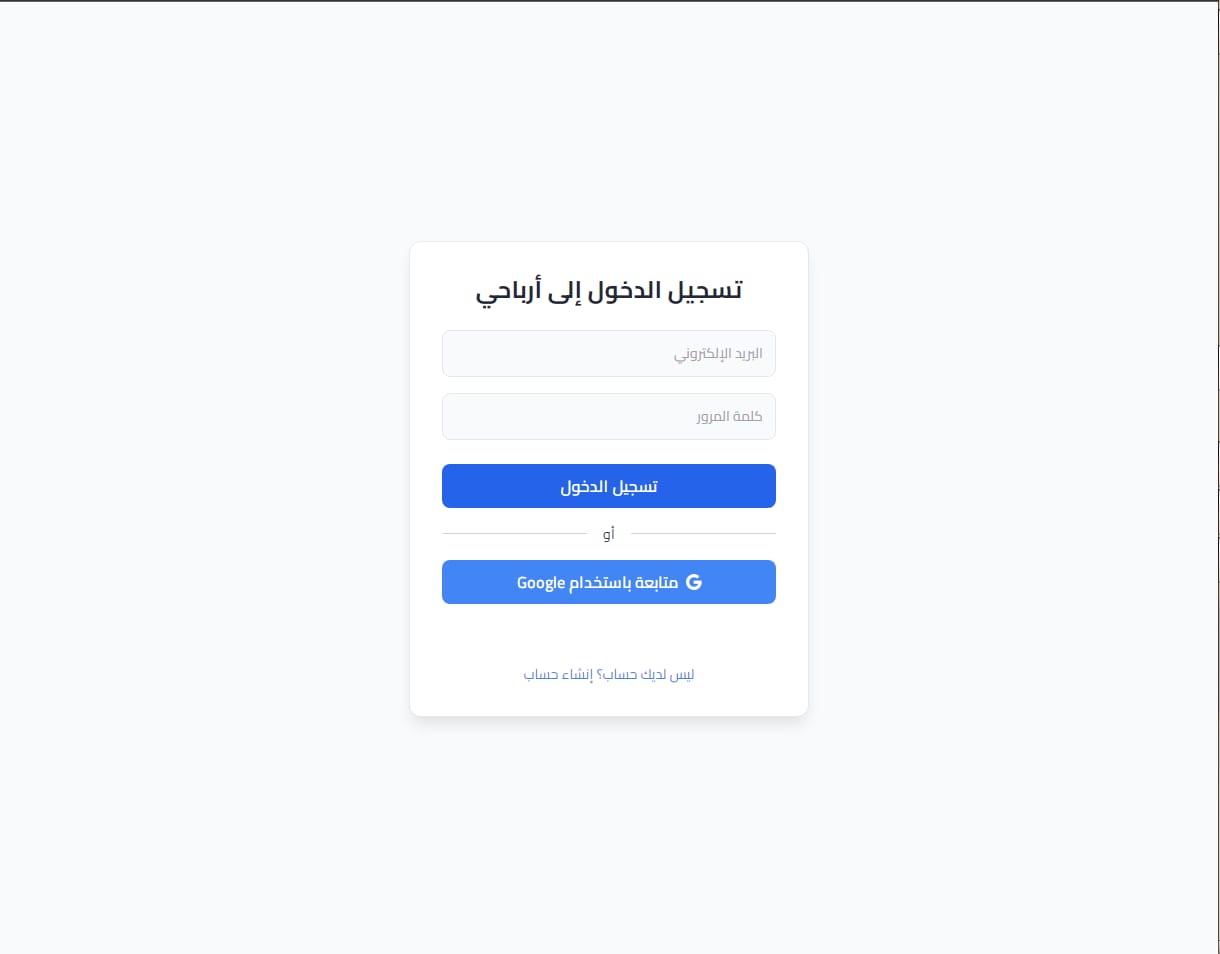 تسجيل الدخول إلى أرباحي
البريد الإلكتروني
كلمة المرور
تسجيل الدخول
أو
متابعة باستخدام Google
ليس لديك حساب؟ إنشاء حساب